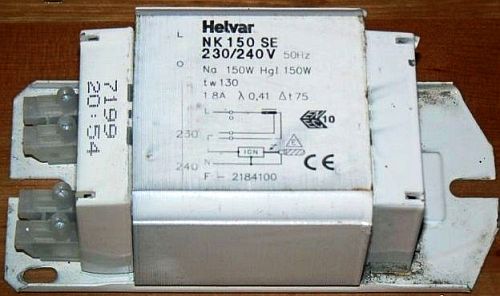 Helvar
NK 150 SE
230/240 V 50Hz
Na 150W HgI 150W
tw 130
1.8A λ 0,41 Δt 75
L
O
L
230
IGN
240 N
F - 2184100
10
CE
7199
20:54